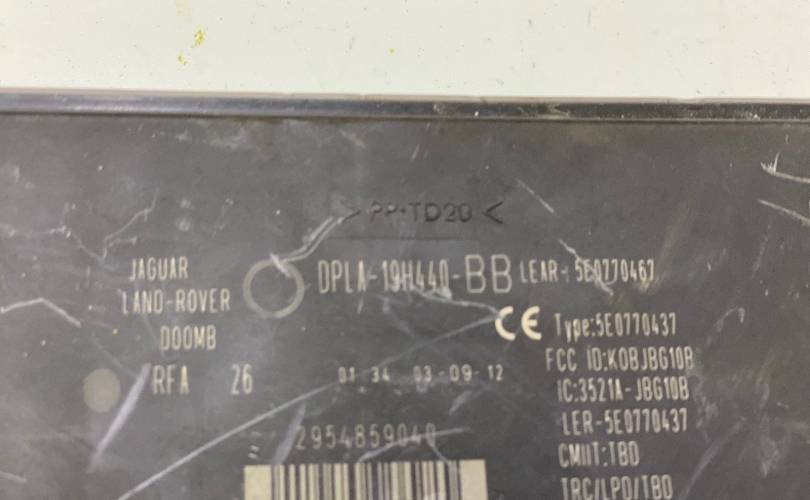 >PP-TD20<
JAGUAR
LAND-ROVER
DOOMB
RFA 26
DPLA-19H440-BB LEAR-5E0770467
CE Type:5E0770437
FCC ID:KOBJBG10B
01 34 03-09-12
IC:3521A-JBG10B
LER-5E0770437
2954859040
CMIIT:TBD
TRC/LPD/TBD